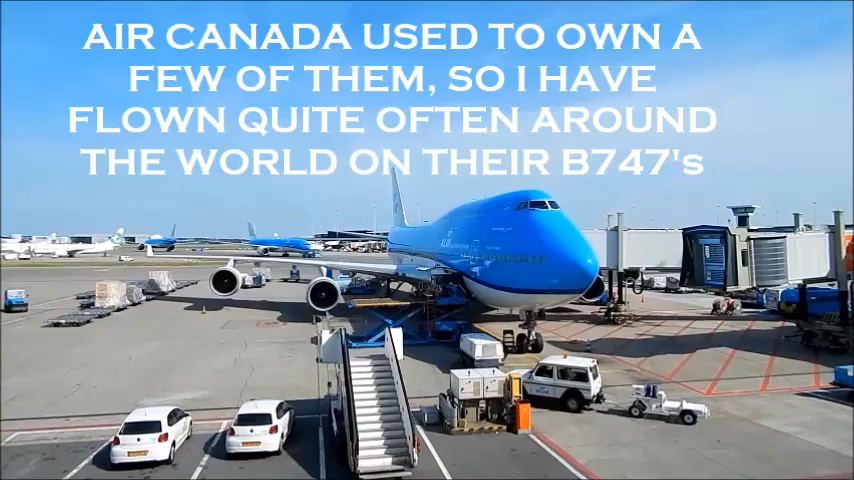 AIR CANADA USED TO OWN A
FEW OF THEM, SO I HAVE
FLOWN QUITE OFTEN AROUND
THE WORLD ON THEIR B747's